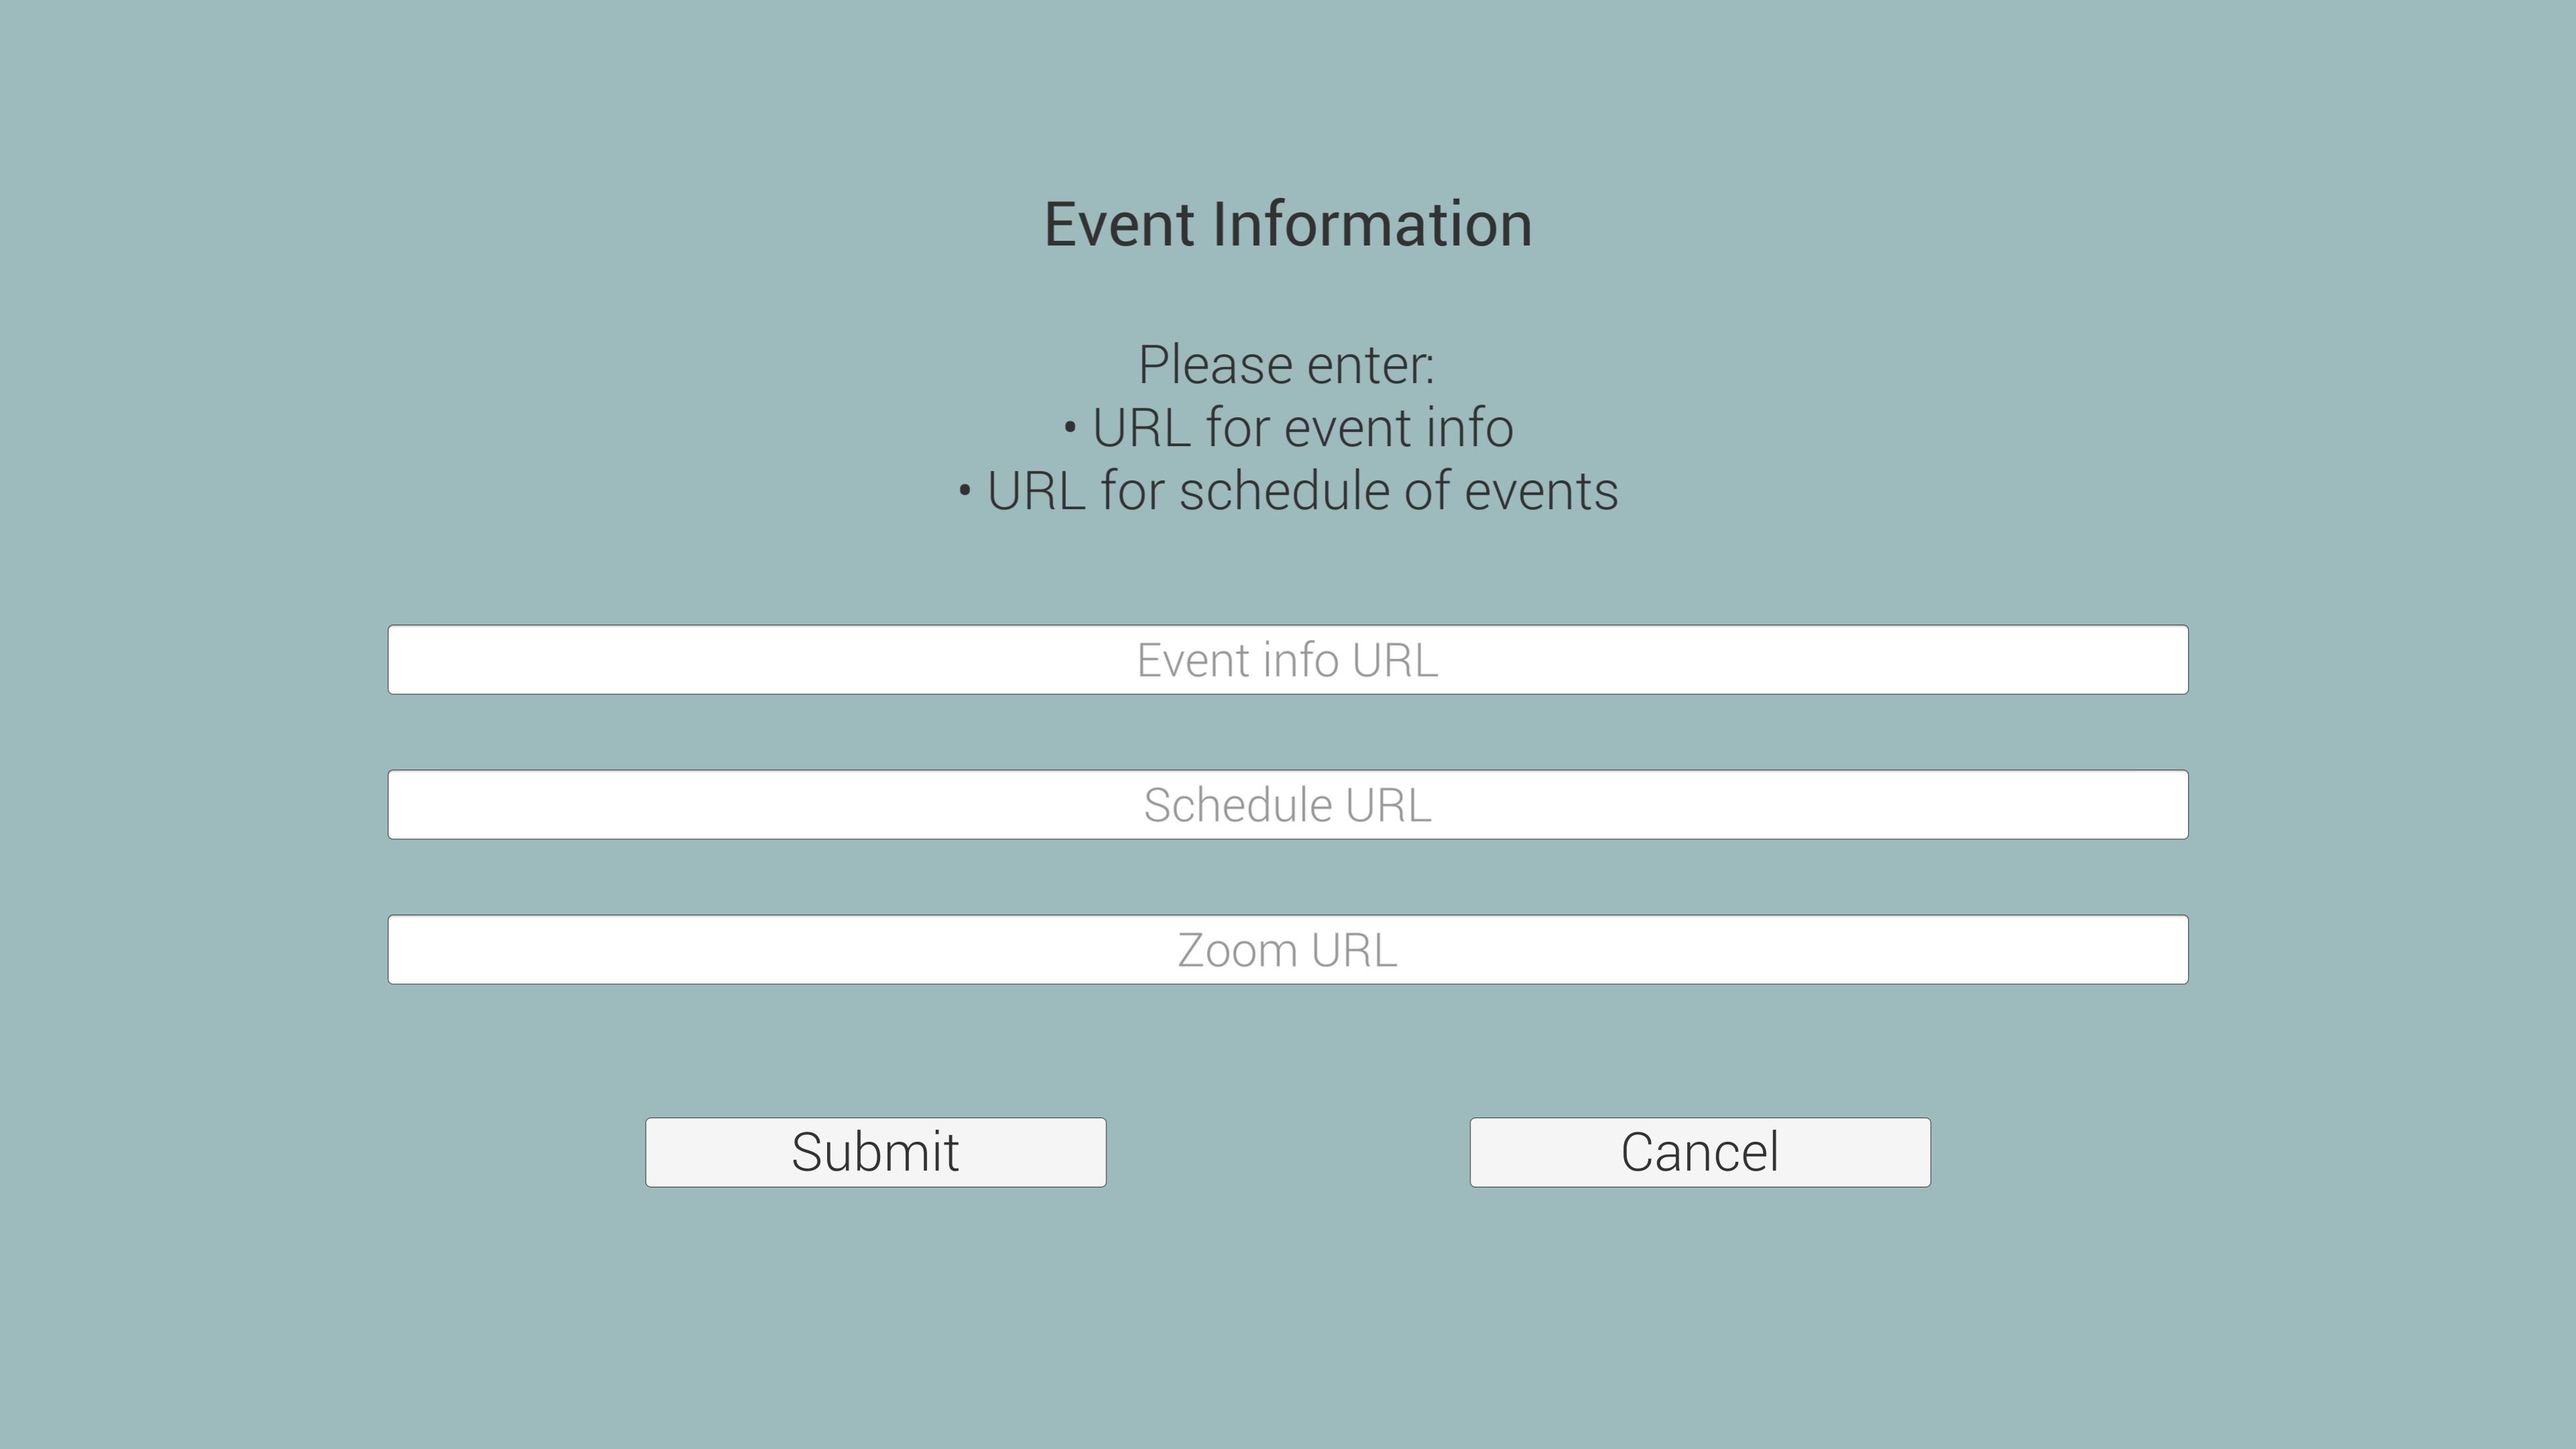 Event Information
Please enter:
• URL for event info
• URL for schedule of events
Event info URL
Schedule URL
Zoom URL
Submit
Cancel